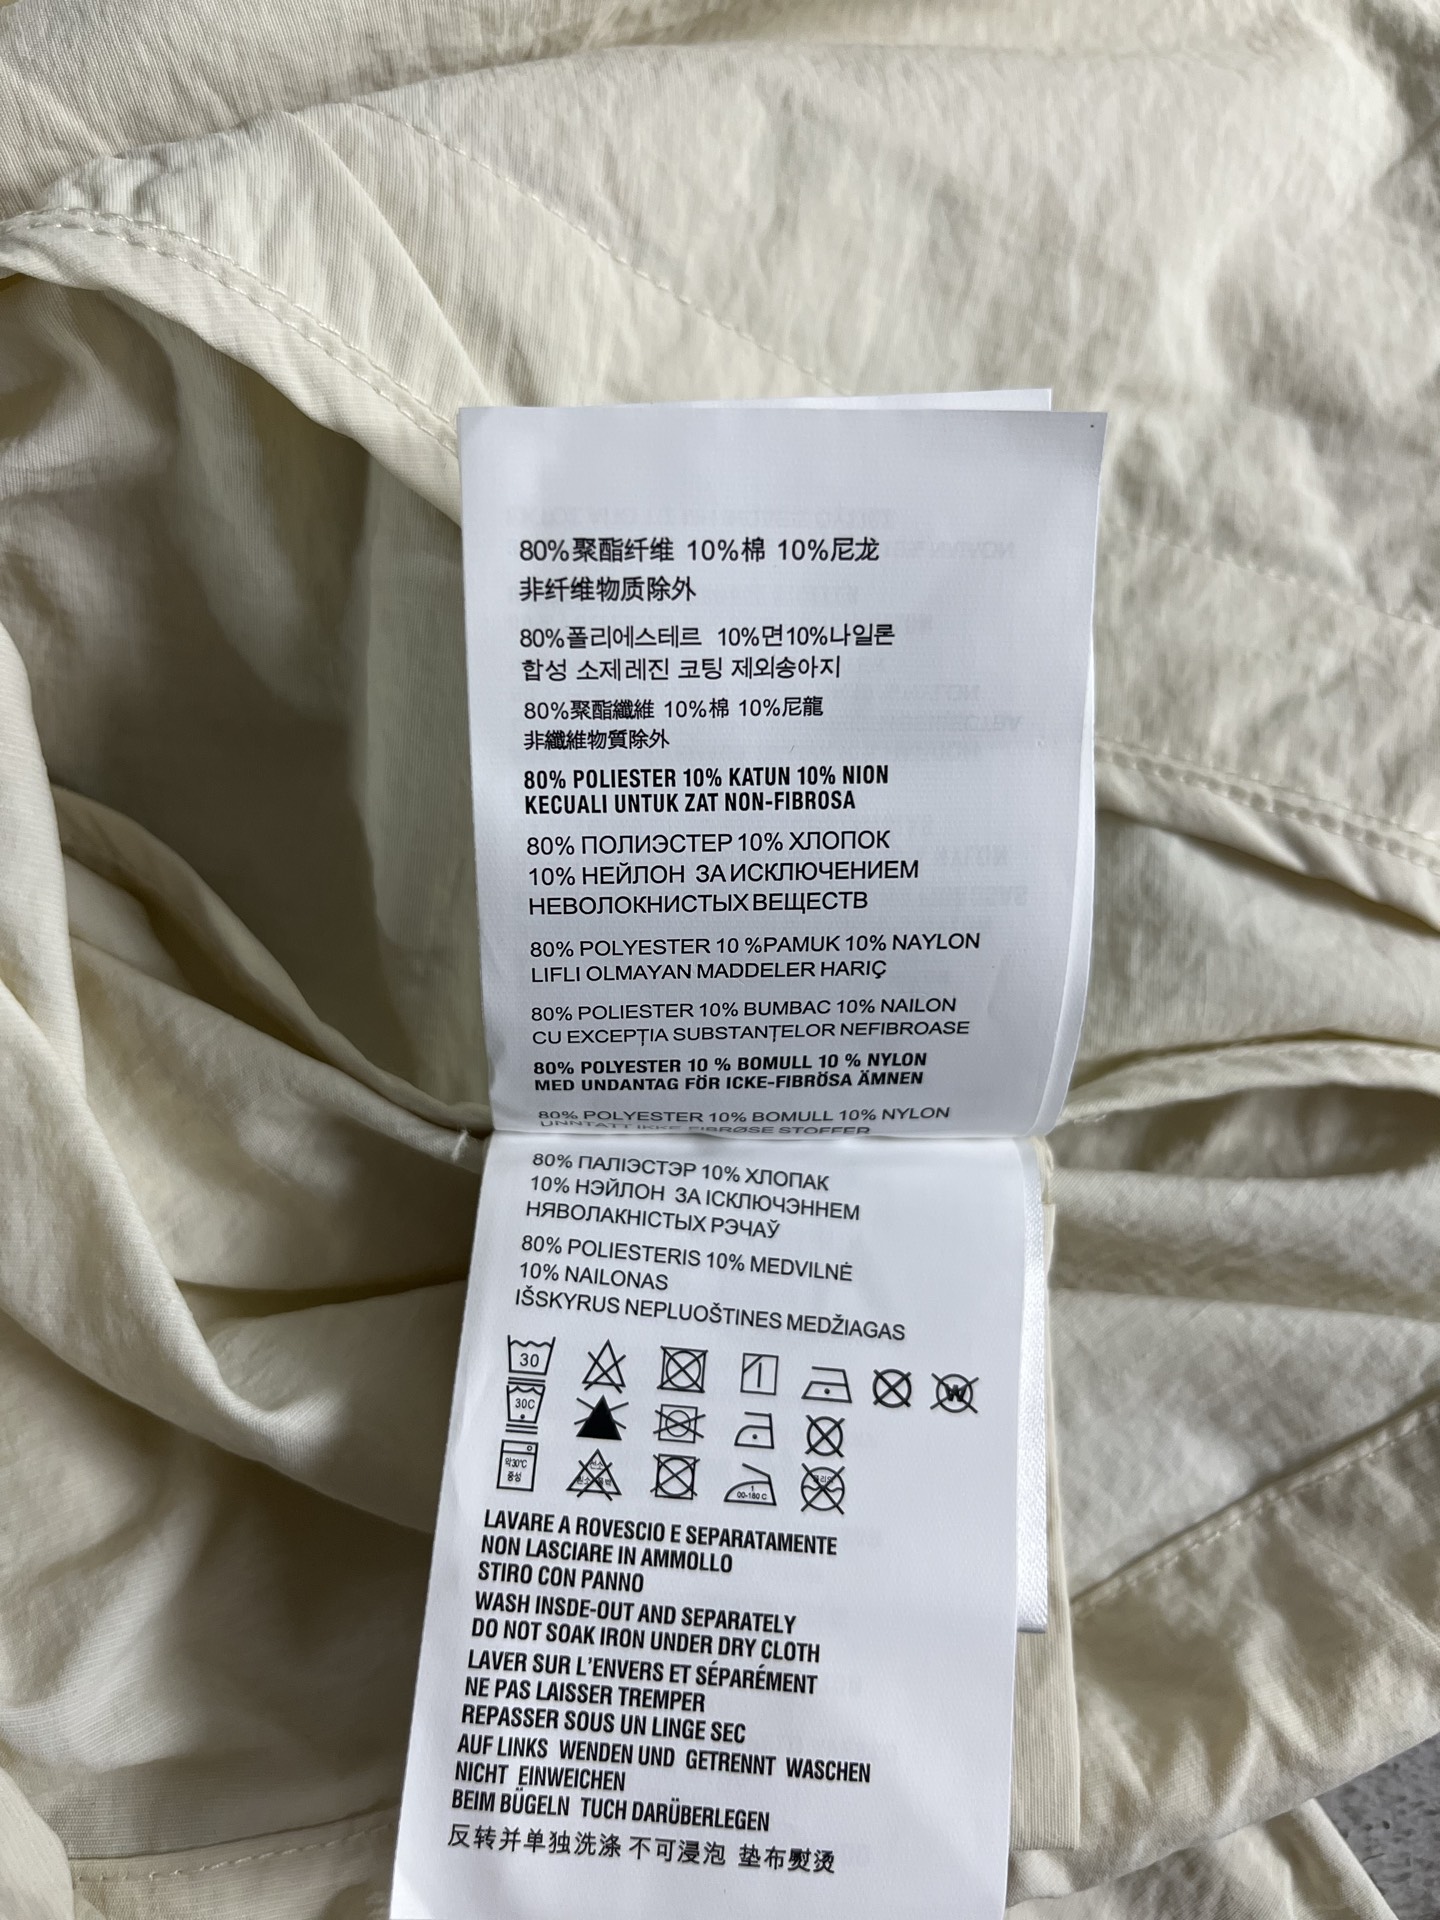 80%聚酯纤维 10%棉 10%尼龙
非纤维物质除外
80%폴리에스테르 10%면10%나일론
합성 소제레진 코팅 제외송아지
80%聚酯纖維 10%棉 10%尼龍
非纖維物質除外
80% POLIESTER 10% KATUN 10% NION
KECUALI UNTUK ZAT NON-FIBROSA
80% ПОЛИЭСТЕР 10% ХЛОПОК
10% НЕЙЛОН ЗА ИСКЛЮЧЕНИЕМ
НЕВОЛОКНИСТЫХ ВЕЩЕСТВ
80% POLYESTER 10 %PAMUK 10% NAYLON
LIFLI OLMAYAN MADDELER HARIÇ
80% POLIESTER 10% BUMBAC 10% NAILON
CU EXCEPȚIA SUBSTANȚELOR NEFIBROASE
80% POLYESTER 10 % BOMULL 10 % NYLON
MED UNDANTAG FÖR ICKE-FIBRÖSA ÄMNEN
80% POLYESTER 10% BOMULL 10% NYLON
UNNTATT IKKE FIBRØSE STOFFER
80% ПАЛІЭСТЭР 10% ХЛОПАК
10% НЭЙЛОН ЗА ІСКЛЮЧЭННЕМ
НЯВОЛАКНІСТЫХ РЭЧАЎ
80% POLIESTERIS 10% MEDVILNĖ
10% NAILONAS
IŠSKYRUS NEPLUOŠTINES MEDŽIAGAS
30
W
30C
약30℃
중성
LAVARE A ROVESCIO E SEPARATAMENTE
NON LASCIARE IN AMMOLLO
STIRO CON PANNO
WASH INSDE-OUT AND SEPARATELY
DO NOT SOAK IRON UNDER DRY CLOTH
LAVER SUR L'ENVERS ET SÉPARÉMENT
NE PAS LAISSER TREMPER
REPASSER SOUS UN LINGE SEC
AUF LINKS WENDEN UND GETRENNT WASCHEN
NICHT EINWEICHEN
BEIM BÜGELN TUCH DARÜBERLEGEN
反转并单独洗涤 不可浸泡 垫布熨烫